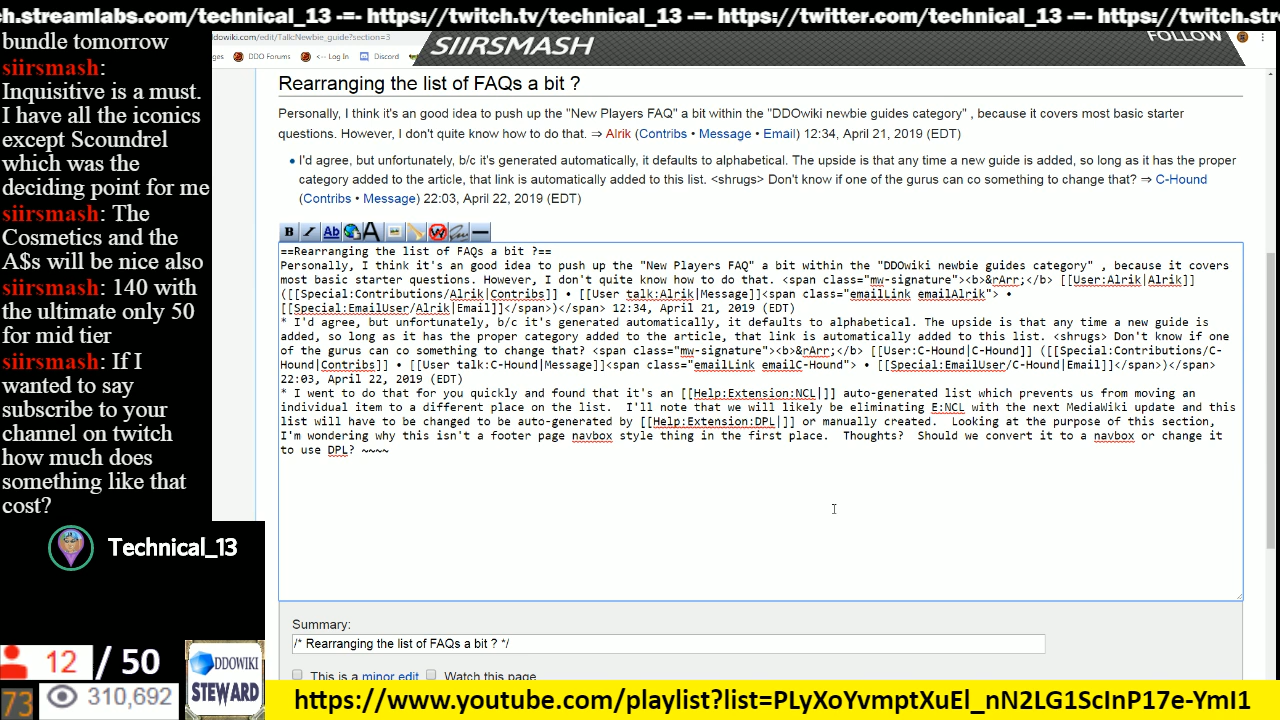 ch.streamlabs.com/technical_13 -=- https://twitch.tv/technical_13 -=- https://twitter.com/technical_13 -=- https://twitch.stre
bundle tomorrow
siirsmash:
Inquisitive is a must.
I have all the iconics
except Scoundrel
which was the
deciding point for me
siirsmash: The
Cosmetics and the
A$s will be nice also
siirsmash: 140 with
the ultimate only 50
for mid tier
siirsmash: If I
wanted to say
subscribe to your
channel on twitch
how much does
something like that
cost?
Technical_13
12 / 50
73 310,692
DDOWIKI
STEWARD
ddowiki.com/edit/Talk:Newbie_guide?section=3
SIIRSMASH
FOLLOW
ges DDO Forums <-- Log In Discord
Rearranging the list of FAQs a bit ?
Personally, I think it's an good idea to push up the "New Players FAQ" a bit within the "DDOwiki newbie guides category" , because it covers most basic starter
questions. However, I don't quite know how to do that. ⇒ Alrik (Contribs • Message • Email) 12:34, April 21, 2019 (EDT)
• I'd agree, but unfortunately, b/c it's generated automatically, it defaults to alphabetical. The upside is that any time a new guide is added, so long as it has the proper
category added to the article, that link is automatically added to this list. <shrugs> Don't know if one of the gurus can co something to change that? ⇒ C-Hound
(Contribs • Message) 22:03, April 22, 2019 (EDT)
B I Ab A W
==Rearranging the list of FAQs a bit ?==
Personally, I think it's an good idea to push up the "New Players FAQ" a bit within the "DDOwiki newbie guides category" , because it covers
most basic starter questions. However, I don't quite know how to do that. <span class="mw-signature"><b>&rArr;</b> [[User:Alrik|Alrik]]
([[Special:Contributions/Alrik|Contribs]] • [[User talk:Alrik|Message]]<span class="emailLink emailAlrik"> •
[[Special:EmailUser/Alrik|Email]]</span>)</span> 12:34, April 21, 2019 (EDT)
* I'd agree, but unfortunately, b/c it's generated automatically, it defaults to alphabetical. The upside is that any time a new guide is
added, so long as it has the proper category added to the article, that link is automatically added to this list. <shrugs> Don't know if one
of the gurus can co something to change that? <span class="mw-signature"><b>&rArr;</b> [[User:C-Hound|C-Hound]] ([[Special:Contributions/C-
Hound|Contribs]] • [[User talk:C-Hound|Message]]<span class="emailLink emailC-Hound"> • [[Special:EmailUser/C-Hound|Email]]</span>)</span>
22:03, April 22, 2019 (EDT)
* I went to do that for you quickly and found that it's an [[Help:Extension:NCL|]] auto-generated list which prevents us from moving an
individual item to a different place on the list.  I'll note that we will likely be eliminating E:NCL with the next MediaWiki update and this
list will have to be changed to be auto-generated by [[Help:Extension:DPL|]] or manually created.  Looking at the purpose of this section,
I'm wondering why this isn't a footer page navbox style thing in the first place.  Thoughts?  Should we convert it to a navbox or change it
to use DPL? ~~~~
Summary:
/* Rearranging the list of FAQs a bit ? */
This is a minor edit Watch this page
https://www.youtube.com/playlist?list=PLyXoYvmptXuEl_nN2LG1ScInP17e-YmI1